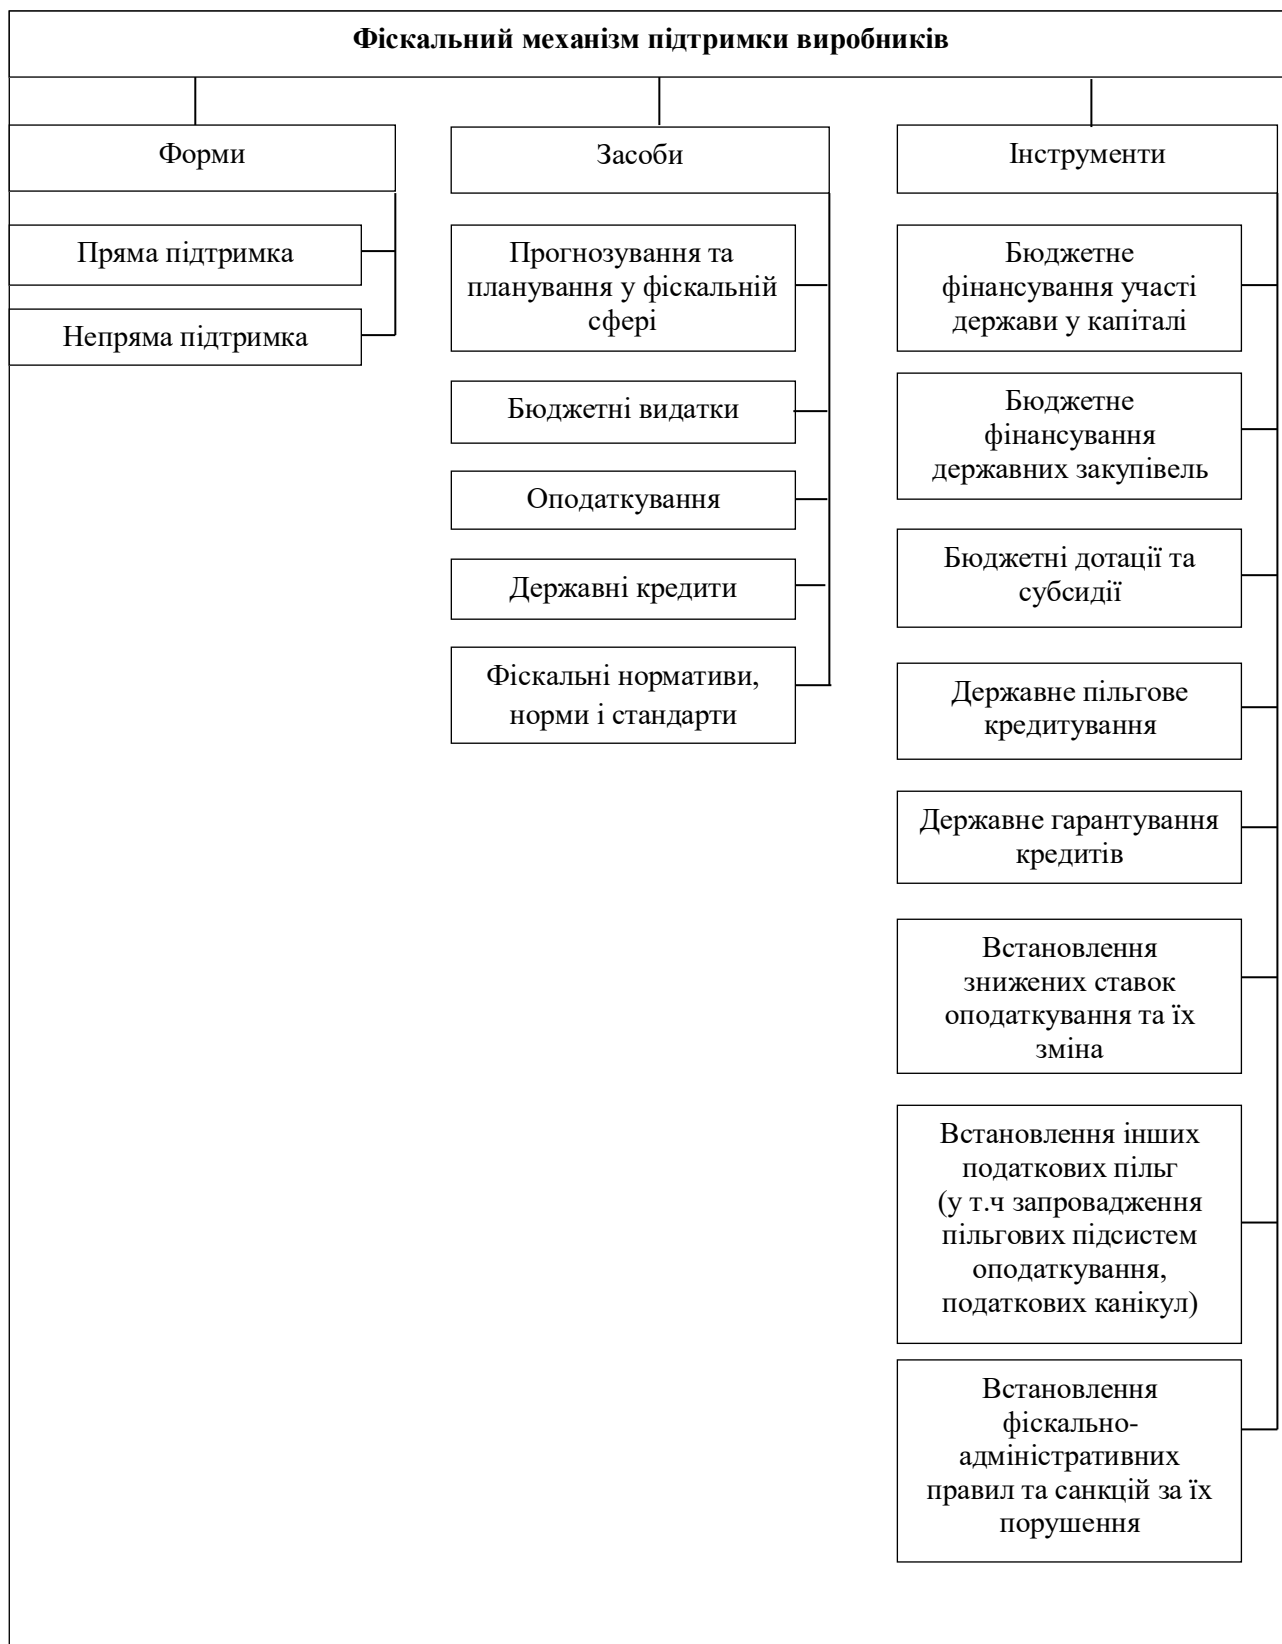 Фіскальний механізм підтримки виробників
Форми
Пряма підтримка
Непряма підтримка
Засоби
Прогнозування та
планування у фіскальній
сфері
Бюджетні видатки
Оподаткування
Державні кредити
Фіскальні нормативи,
норми і стандарти
Інструменти
Бюджетне
фінансування участі
держави у капіталі
Бюджетне
фінансування
державних закупівель
Бюджетні дотації та
субсидії
Державне пільгове
кредитування
Державне гарантування
кредитів
Встановлення
знижених ставок
оподаткування та їх
зміна
Встановлення інших
податкових пільг
(у т.ч запровадження
пільгових підсистем
оподаткування,
податкових канікул)
Встановлення
фіскально-
адміністративних
правил та санкцій за їх
порушення